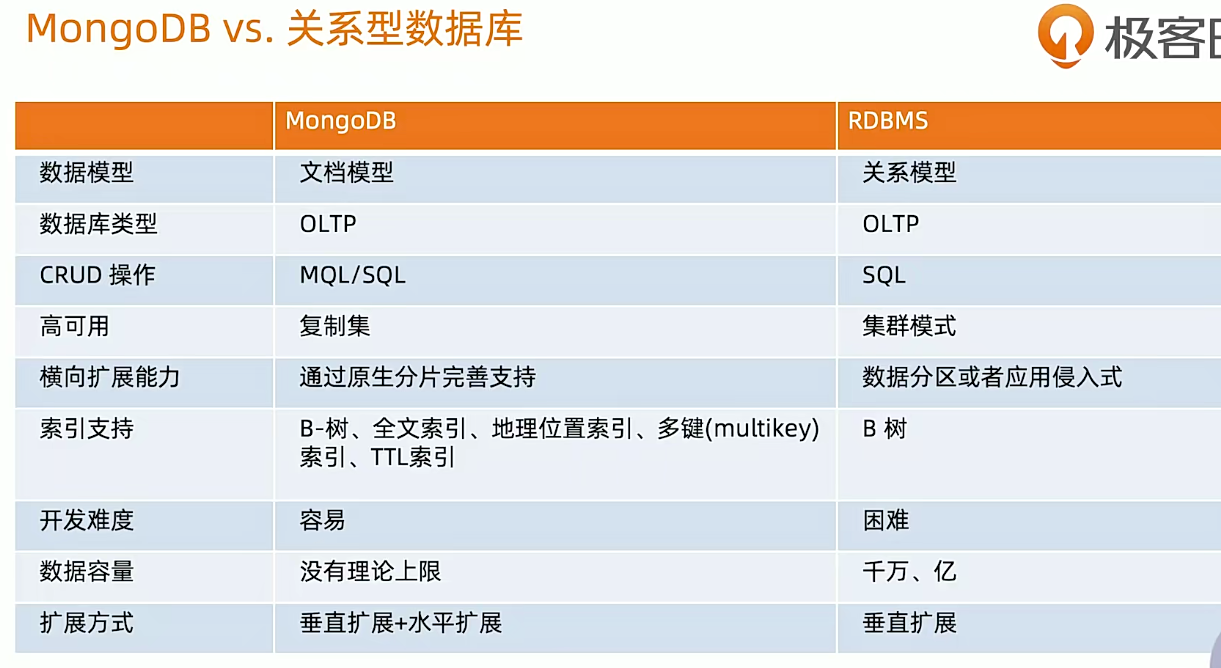 MongoDB vs. 关系型数据库
极客
MongoDB RDBMS
数据模型 文档模型 关系模型
数据库类型 OLTP OLTP
CRUD 操作 MQL/SQL SQL
高可用 复制集 集群模式
横向扩展能力 通过原生分片完善支持 数据分区或者应用侵入式
索引支持 B-树、全文索引、地理位置索引、多键(multikey) B 树
索引、TTL索引
开发难度 容易 困难
数据容量 没有理论上限 千万、亿
扩展方式 垂直扩展+水平扩展 垂直扩展